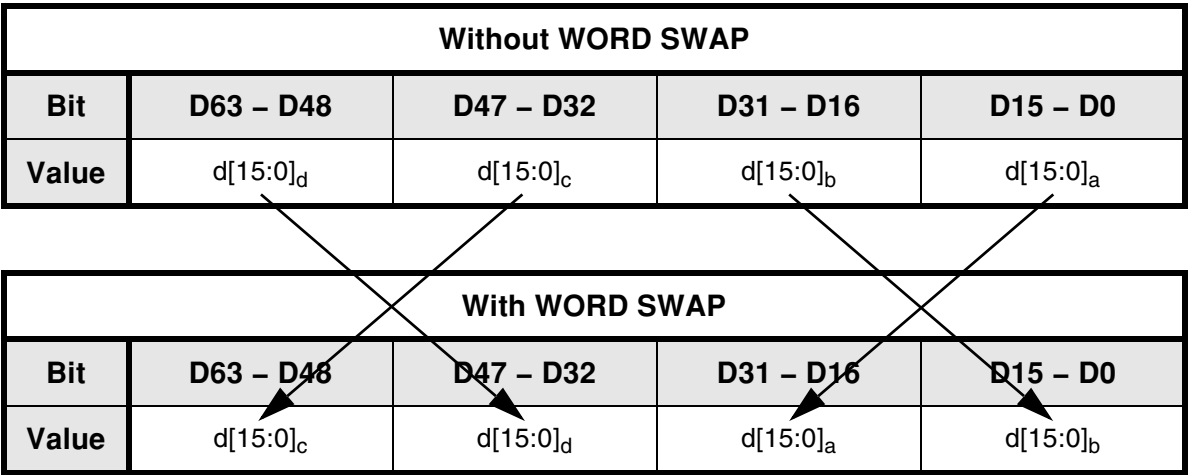 Without WORD SWAP
Bit D63 – D48 D47 – D32 D31 – D16 D15 – D0
Value d[15:0]d d[15:0]c d[15:0]b d[15:0]a
With WORD SWAP
Bit D63 – D48 D47 – D32 D31 – D16 D15 – D0
Value d[15:0]c d[15:0]d d[15:0]a d[15:0]b